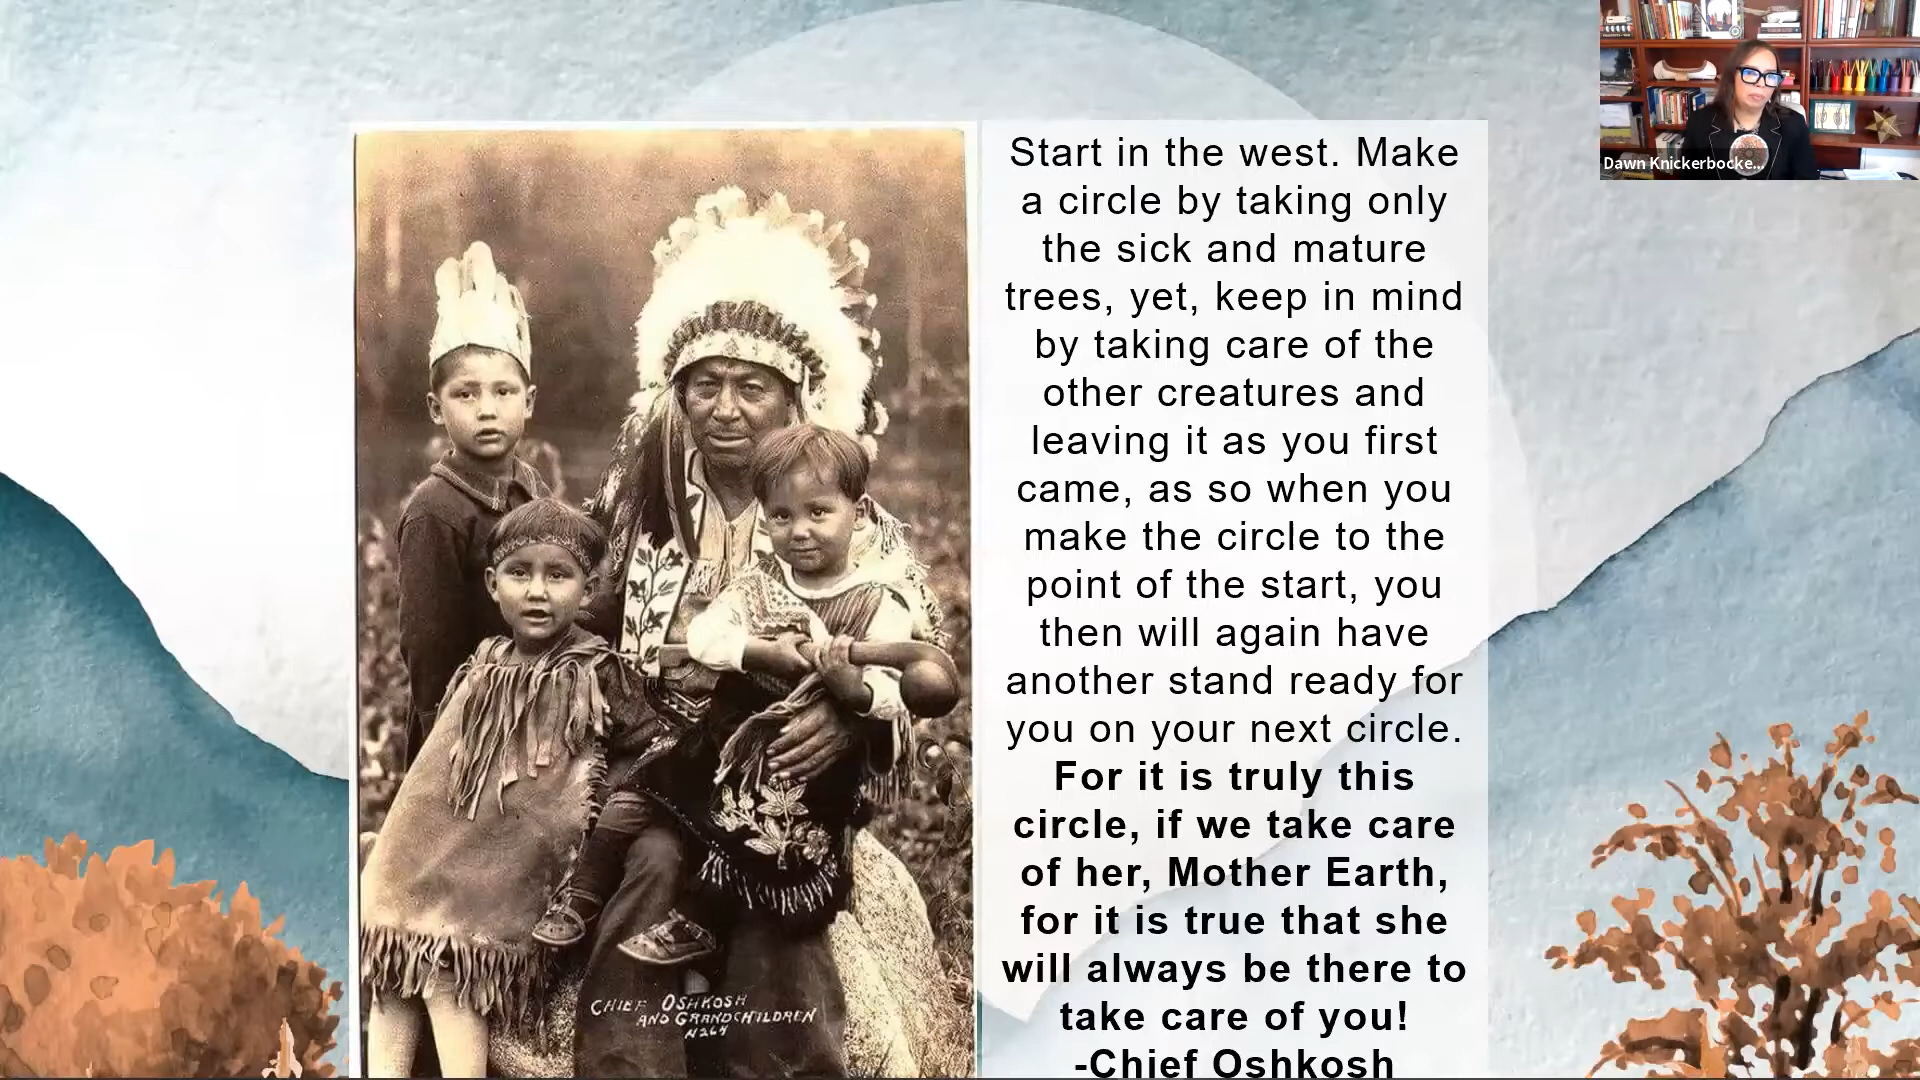 Start in the west. Make
a circle by taking only
the sick and mature
trees, yet, keep in mind
by taking care of the
other creatures and
leaving it as you first
came, as so when you
make the circle to the
point of the start, you
then will again have
another stand ready for
you on your next circle.
For it is truly this
circle, if we take care
of her, Mother Earth,
for it is true that she
will always be there to
take care of you!
-Chief Oshkosh
CHIEF OSHKOSH
AND GRANDCHILDREN
N264
Dawn Knickerbocke...